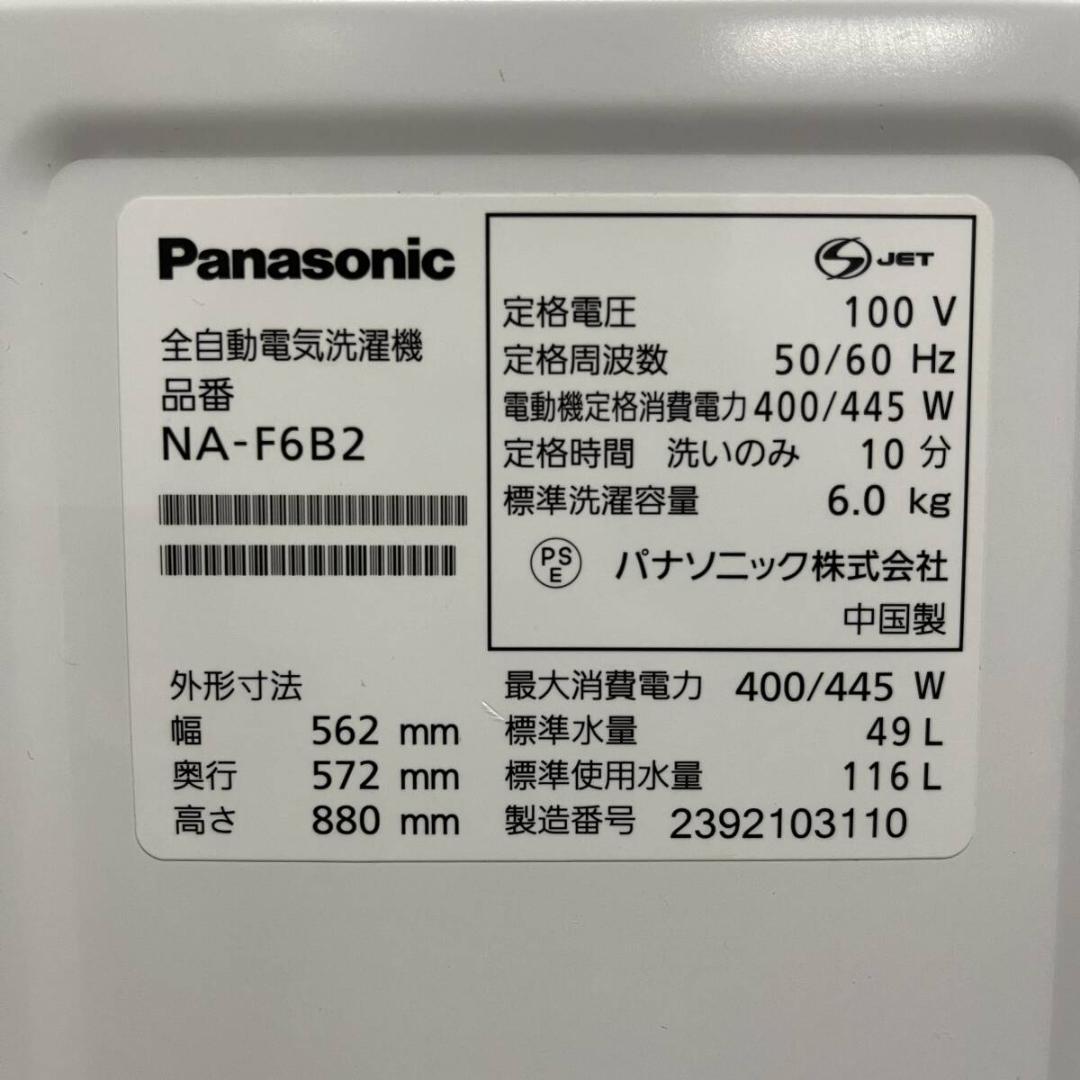 Panasonic
全自動電気洗濯機
品番
NA-F6B2
S JET
定格電圧 100 V
定格周波数 50/60 Hz
電動機定格消費電力 400/445 W
定格時間 洗いのみ 10 分
標準洗濯容量 6.0 kg
PS
E
パナソニック株式会社
中国製
外形寸法
幅 562 mm
奥行 572 mm
高さ 880 mm
最大消費電力 400/445 W
標準水量 49 L
標準使用水量 116 L
製造番号 2392103110